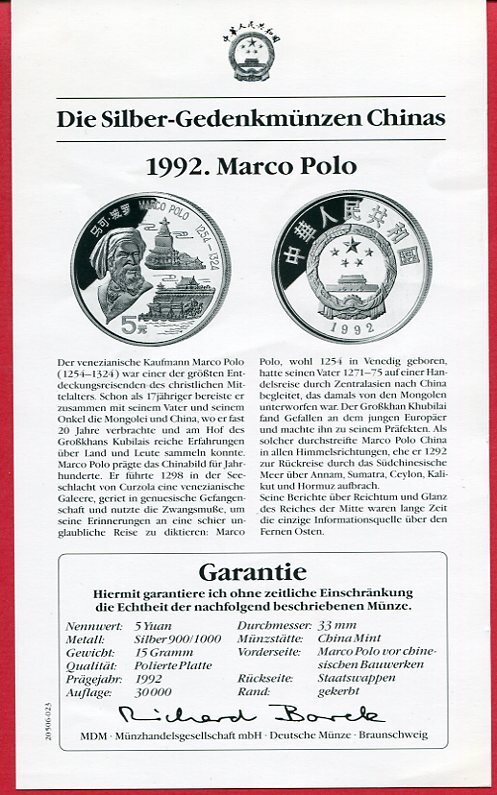 中华人民共和国
Die Silber-Gedenkmünzen Chinas
1992. Marco Polo
马可·波罗 MARCO POLO 1254–1324
5元
中華人民共和國
1992
Der venezianische Kaufmann Marco Polo
(1254–1324) war einer der größten Ent-
deckungsreisenden des christlichen Mit-
telalters. Schon als 17jähriger bereiste er
zusammen mit seinem Vater und seinem
Onkel die Mongolei und China, wo er fast
20 Jahre verbrachte und am Hof des
Großkhans Kubilais reiche Erfahrungen
über Land und Leute sammeln konnte.
Marco Polo prägte das Chinabild für Jahr-
hunderte. Er führte 1298 in der See-
schlacht von Curzola eine venezianische
Galeere, geriet in genuesische Gefangen-
schaft und nutzte die Zwangsmuße, um
seine Erinnerungen an eine schier un-
glaubliche Reise zu diktieren: Marco
Polo, wohl 1254 in Venedig geboren,
hatte seinen Vater 1271–75 auf einer Han-
delsreise durch Zentralasien nach China
begleitet, das damals von den Mongolen
unterworfen war. Der Großkhan Khubilai
fand Gefallen an dem jungen Europäer
und machte ihn zu seinem Präfekten. Als
solcher durchstreifte Marco Polo China
in allen Himmelsrichtungen, ehe er 1292
zur Rückreise durch das Südchinesische
Meer über Annam, Sumatra, Ceylon, Kali-
kut und Hormuz aufbrach.
Seine Berichte über Reichtum und Glanz
des Reiches der Mitte waren lange Zeit
die einzige Informationsquelle über den
Fernen Osten.
Garantie
Hiermit garantiere ich ohne zeitliche Einschränkung
die Echtheit der nachfolgend beschriebenen Münze.
Nennwert: 5 Yuan
Metall: Silber 900/1000
Gewicht: 15 Gramm
Qualität: Polierte Platte
Prägejahr: 1992
Auflage: 30000
Durchmesser: 33 mm
Münzstätte: China Mint
Vorderseite: Marco Polo vor chine-
sischen Bauwerken
Rückseite: Staatswappen
Rand: gekerbt
Richard Borek
MDM · Münzhandelsgesellschaft mbH · Deutsche Münze · Braunschweig
20 506-023